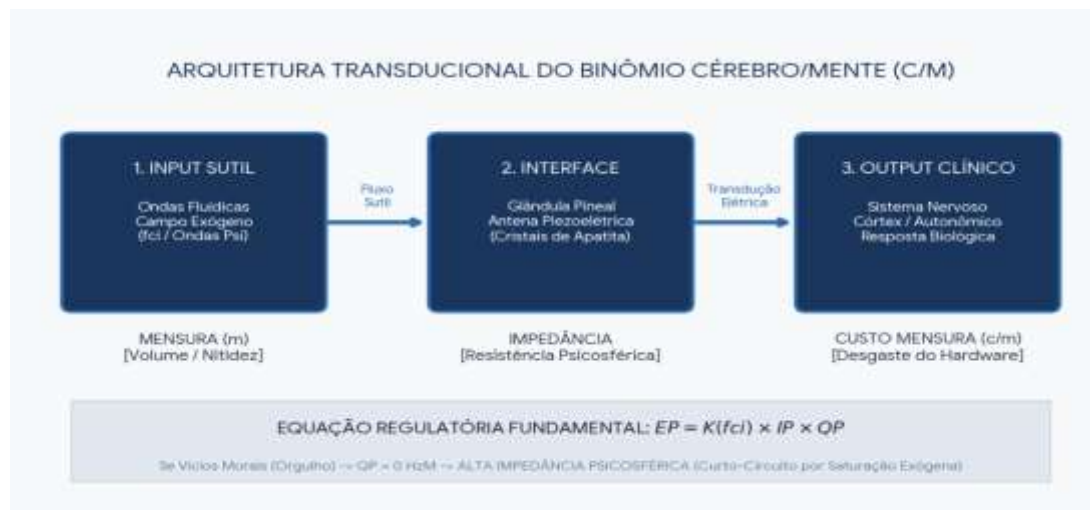 ARQUITETURA TRANSDUCIONAL DO BINÔMIO CÉREBRO/MENTE (C/M)
1. INPUT SUTIL
Ondas Fluídicas
Campo Exógeno
(fci / Ondas Psi)
Fluxo
Sutil
2. INTERFACE
Glândula Pineal
Antena Piezoelétrica
(Cristais de Apatita)
Transdução
Elétrica
3. OUTPUT CLÍNICO
Sistema Nervoso
Córtex / Autonômico
Resposta Biológica
MENSURA (m)
[Volume / Nitidez]
IMPEDÂNCIA
[Resistência Psicosférica]
CUSTO MENSURA (c/m)
[Desgaste do Hardware]
EQUAÇÃO REGULATÓRIA FUNDAMENTAL: EP = K(fci) × IP × QP
Se Vícios Morais (Orgulho) → QP = 0 HzM → ALTA IMPEDÂNCIA PSICOSFÉRICA (Curto-Circuito por Saturação Exógena)